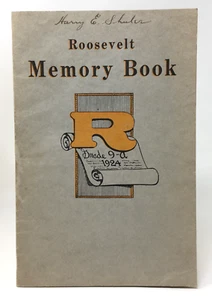 Harry E. Shuler
Roosevelt
Memory Book
R
Grade 9-a
1924